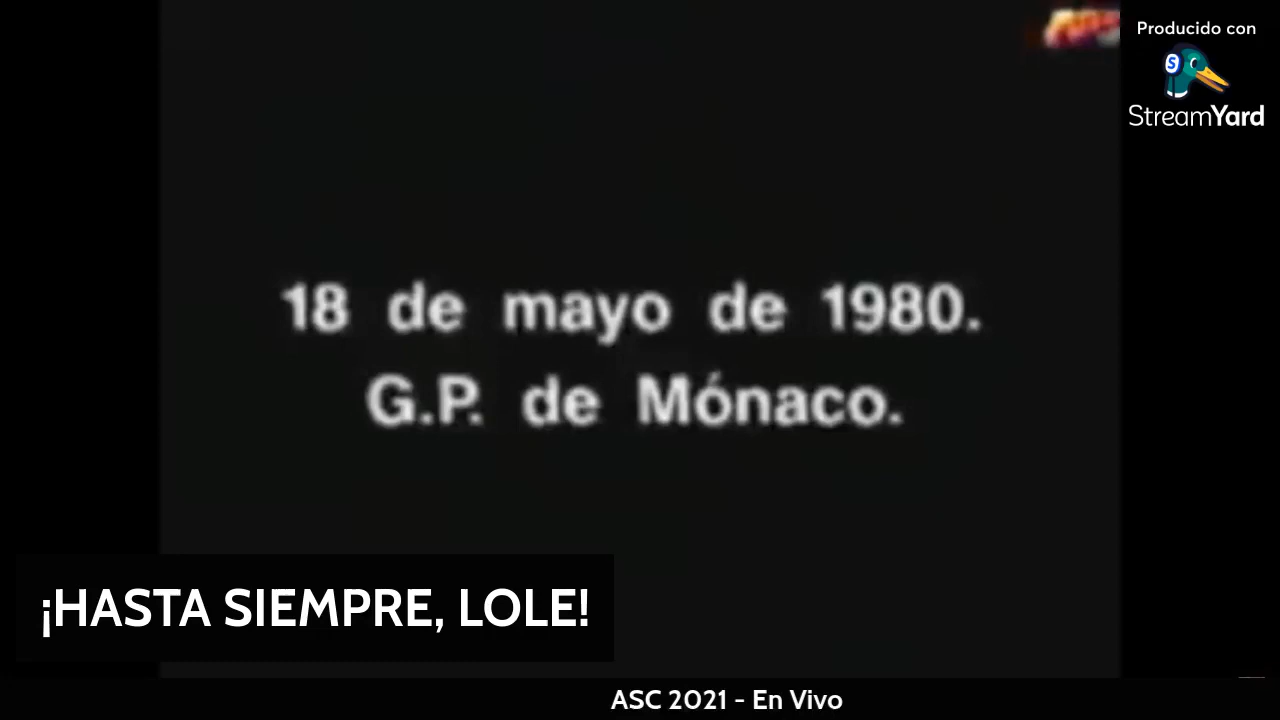 Producido con
StreamYard
18 de mayo de 1980.
G.P. de Mónaco.
¡HASTA SIEMPRE, LOLE!
ASC 2021 - En Vivo